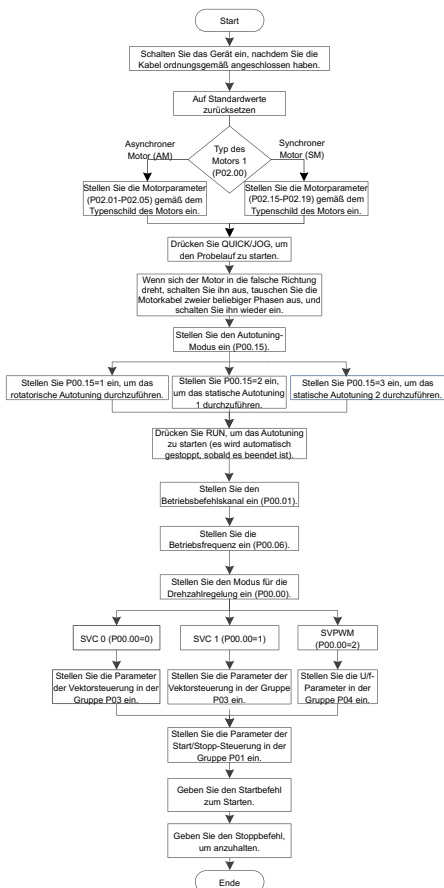 Start
Schalten Sie das Gerät ein, nachdem Sie die
Kabel ordnungsgemäß angeschlossen haben.
Auf Standardwerte
zurücksetzen
Asynchroner
Motor (AM)
Typ des
Motors 1
(P02.00)
Synchroner
Motor (SM)
Stellen Sie die Motorparameter
(P02.01-P02.05) gemäß dem
Typenschild des Motors ein.
Stellen Sie die Motorparameter
(P02.15-P02.19) gemäß dem
Typenschild des Motors ein.
Drücken Sie QUICK/JOG, um
den Probelauf zu starten.
Wenn sich der Motor in die falsche Richtung
dreht, schalten Sie ihn aus, tauschen Sie die
Motorkabel zweier beliebiger Phasen aus, und
schalten Sie ihn wieder ein.
Stellen Sie den Autotuning-
Modus ein (P00.15).
Stellen Sie P00.15=1 ein, um das
rotatorische Autotuning durchzuführen.
Stellen Sie P00.15=2 ein,
um das statische Autotuning
1 durchzuführen.
Stellen Sie P00.15=3 ein, um das
statische Autotuning 2 durchzuführen.
Drücken Sie RUN, um das Autotuning
zu starten (es wird automatisch
gestoppt, sobald es beendet ist).
Stellen Sie den
Betriebsbefehlskanal ein (P00.01).
Stellen Sie die
Betriebsfrequenz ein (P00.06).
Stellen Sie den Modus für die
Drehzahlregelung ein (P00.00).
SVC 0 (P00.00=0)
SVC 1 (P00.00=1)
SVPWM
(P00.00=2)
Stellen Sie die Parameter
der Vektorsteuerung in der
Gruppe P03 ein.
Stellen Sie die Parameter der
Vektorsteuerung in der Gruppe
P03 ein.
Stellen Sie die U/f-
Parameter in der
Gruppe P04 ein.
Stellen Sie die Parameter der
Start/Stopp-Steuerung in der
Gruppe P01 ein.
Geben Sie den Startbefehl
zum Starten.
Geben Sie den Stoppbefehl,
um anzuhalten.
Ende